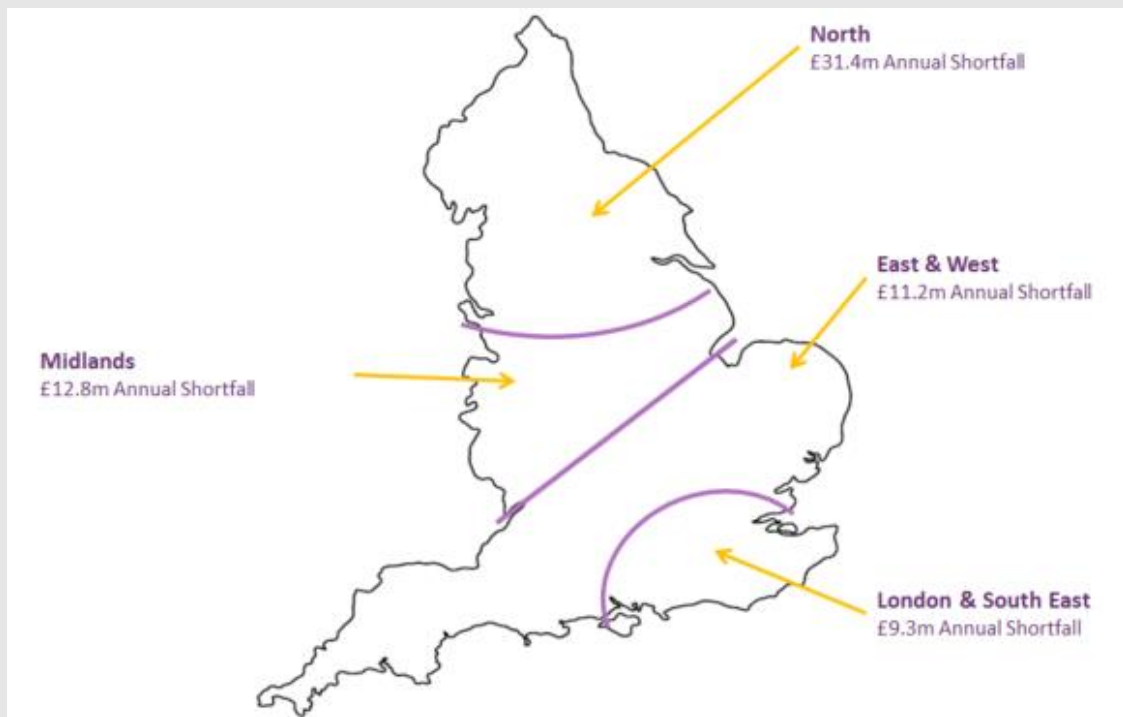 North
£31.4m Annual Shortfall
East & West
£11.2m Annual Shortfall
Midlands
£12.8m Annual Shortfall
London & South East
£9.3m Annual Shortfall